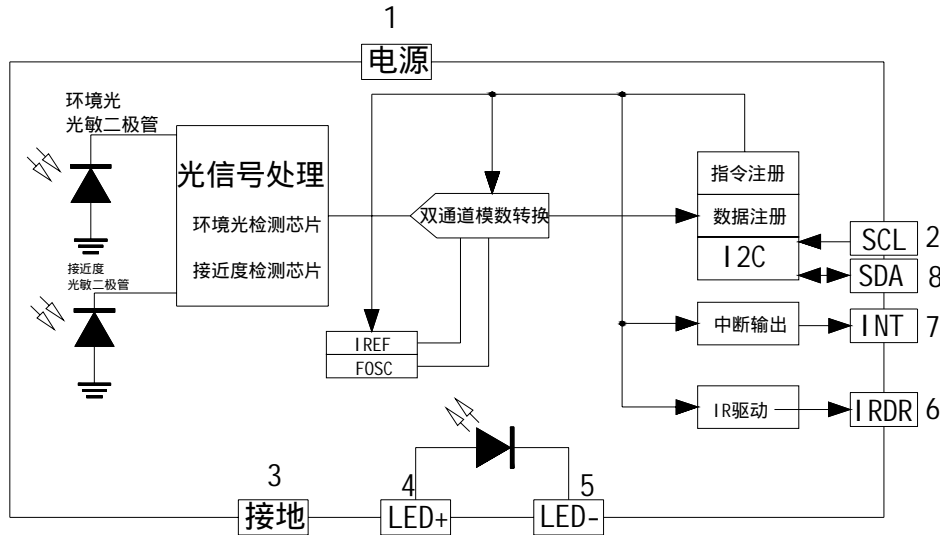 1
电源
环境光
光敏二极管
光信号处理
环境光检测芯片
接近度检测芯片
双通道模数转换
指令注册
数据注册
I2C
SCL 2
SDA 8
接近度
光敏二极管
中断输出
INT 7
IREF
FOSC
IR驱动
IRDR 6
3
接地
4
LED+
5
LED-